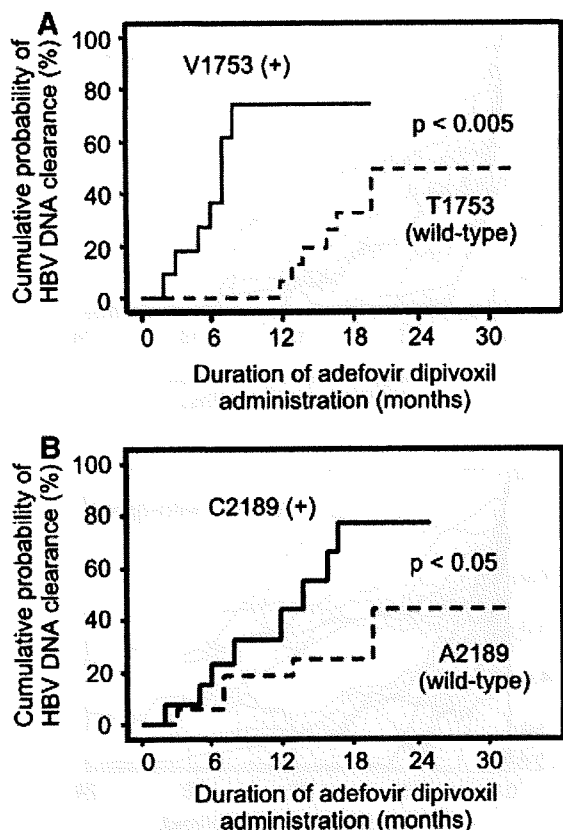 A
Cumulative probability of
HBV DNA clearance (%)
100
80
60
40
20
0
V1753 (+)
p < 0.005
T1753
(wild-type)
0 6 12 18 24 30
Duration of adefovir dipivoxil
administration (months)
B
Cumulative probability of
HBV DNA clearance (%)
100
80
60
40
20
0
C2189 (+)
p < 0.05
A2189
(wild-type)
0 6 12 18 24 30
Duration of adefovir dipivoxil
administration (months)